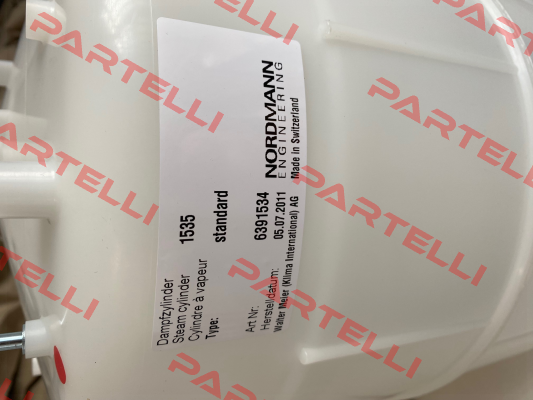 Dampfzylinder
Steam cylinder
Cylindre à vapeur
Type: 1535
standard
Art.Nr: 6391534
Herstelldatum: 05.07.2011
Walter Meier (Klima International) AG
NORDMANN
ENGINEERING
Made in Switzerland
PARTELLI
PARTELLI
PARTELLI
PARTELLI
PARTELLI
PARTELLI